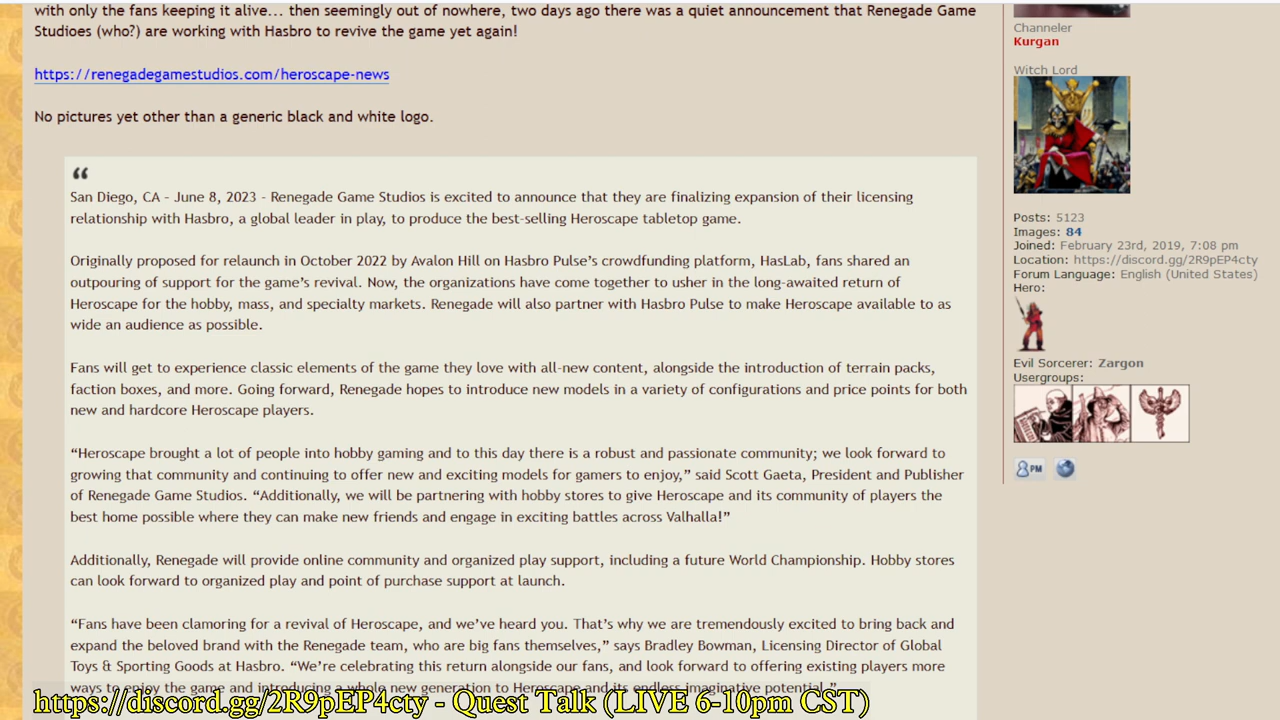 with only the fans keeping it alive... then seemingly out of nowhere, two days ago there was a quiet announcement that Renegade Game
Studioes (who?) are working with Hasbro to revive the game yet again!
https://renegadegamestudios.com/heroscape-news
No pictures yet other than a generic black and white logo.
“
San Diego, CA – June 8, 2023 - Renegade Game Studios is excited to announce that they are finalizing expansion of their licensing
relationship with Hasbro, a global leader in play, to produce the best-selling Heroscape tabletop game.
Originally proposed for relaunch in October 2022 by Avalon Hill on Hasbro Pulse’s crowdfunding platform, HasLab, fans shared an
outpouring of support for the game’s revival. Now, the organizations have come together to usher in the long-awaited return of
Heroscape for the hobby, mass, and specialty markets. Renegade will also partner with Hasbro Pulse to make Heroscape available to as
wide an audience as possible.
Fans will get to experience classic elements of the game they love with all-new content, alongside the introduction of terrain packs,
faction boxes, and more. Going forward, Renegade hopes to introduce new models in a variety of configurations and price points for both
new and hardcore Heroscape players.
“Heroscape brought a lot of people into hobby gaming and to this day there is a robust and passionate community; we look forward to
growing that community and continuing to offer new and exciting models for gamers to enjoy,” said Scott Gaeta, President and Publisher
of Renegade Game Studios. “Additionally, we will be partnering with hobby stores to give Heroscape and its community of players the
best home possible where they can make new friends and engage in exciting battles across Valhalla!”
Additionally, Renegade will provide online community and organized play support, including a future World Championship. Hobby stores
can look forward to organized play and point of purchase support at launch.
“Fans have been clamoring for a revival of Heroscape, and we’ve heard you. That’s why we are tremendously excited to bring back and
expand the beloved brand with the Renegade team, who are big fans themselves,” says Bradley Bowman, Licensing Director of Global
Toys & Sporting Goods at Hasbro. “We’re celebrating this return alongside our fans, and look forward to offering existing players more
ways to enjoy the game and introducing a whole new generation to Heroscape and its endless imaginative potential.”
https://discord.gg/2R9pEP4cty - Quest Talk (LIVE 6-10pm CST)
Channeler
Kurgan
Witch Lord
Posts: 5123
Images: 84
Joined: February 23rd, 2019, 7:08 pm
Location: https://discord.gg/2R9pEP4cty
Forum Language: English (United States)
Hero:
Evil Sorcerer: Zargon
Usergroups:
PM